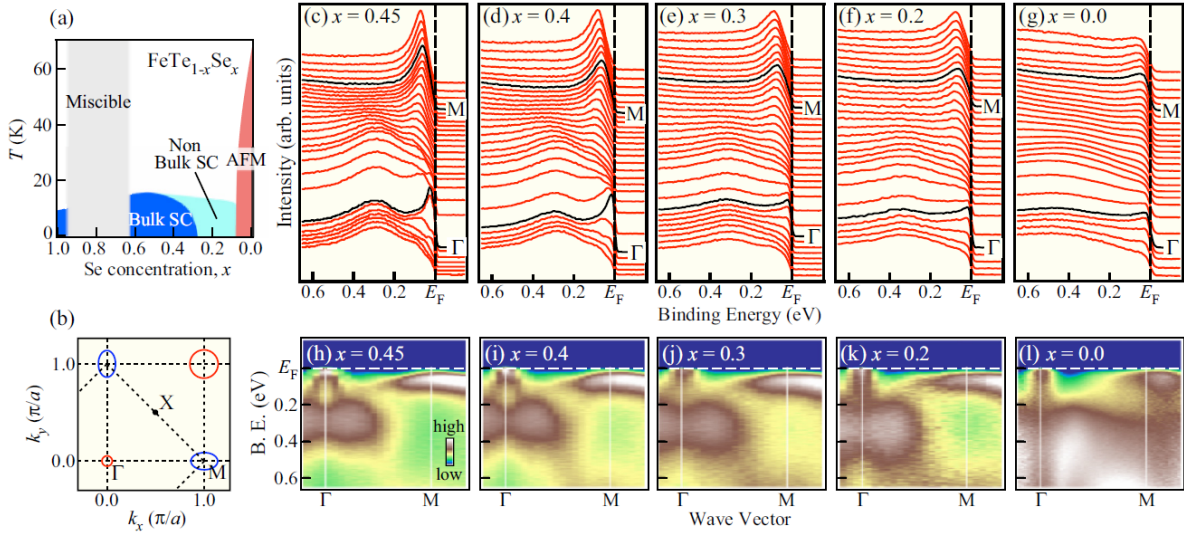 (a)
FeTe1-xSex
Miscible
Non
Bulk SC
AFM
Bulk SC
T (K)
60
40
20
0
1.0 0.8 0.6 0.4 0.2 0.0
Se concentration, x
(b)
X
Γ
M
ky (π/a)
1.0
0.0
0.0 1.0
kx (π/a)
(c) x = 0.45
M
Γ
(d) x = 0.4
M
Γ
(e) x = 0.3
M
Γ
(f) x = 0.2
M
Γ
(g) x = 0.0
M
Γ
Intensity (arb. units)
0.6 0.4 0.2 EF
0.6 0.4 0.2 EF
0.6 0.4 0.2 EF
0.6 0.4 0.2 EF
0.6 0.4 0.2 EF
Binding Energy (eV)
(h) x = 0.45
(i) x = 0.4
(j) x = 0.3
(k) x = 0.2
(l) x = 0.0
high
low
B. E. (eV)
EF
0.2
0.4
0.6
Γ M
Γ M
Γ M
Γ M
Γ M
Wave Vector